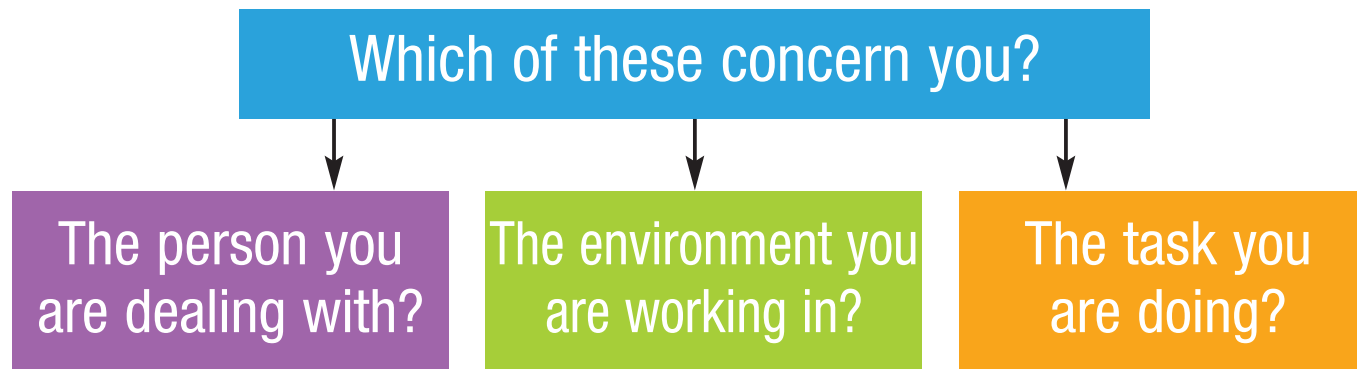 Which of these concern you?
The person you
are dealing with?
The environment you
are working in?
The task you
are doing?